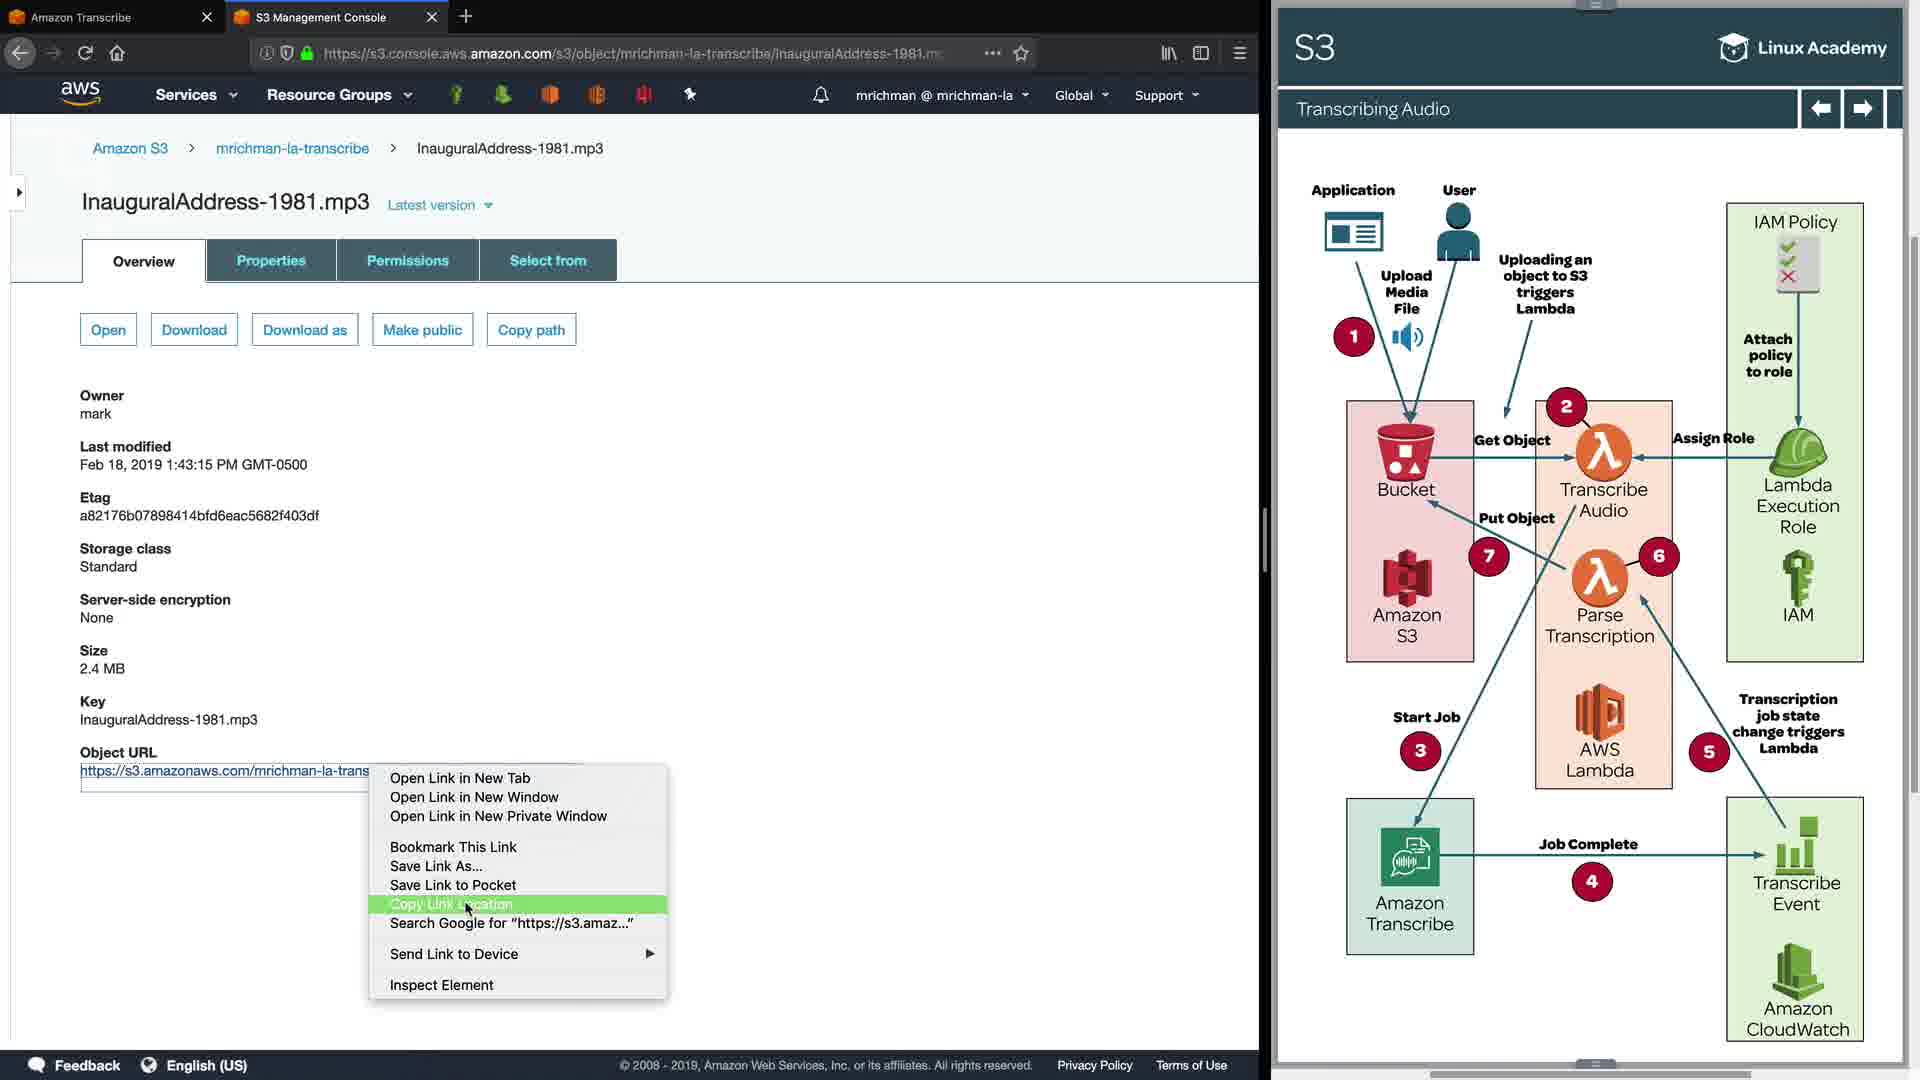 Amazon Transcribe
S3 Management Console
https://s3.console.aws.amazon.com/s3/object/mrichman-la-transcribe/InauguralAddress-1981.m
aws
Services
Resource Groups
mrichman @ mrichman-la
Global
Support
Amazon S3 > mrichman-la-transcribe > InauguralAddress-1981.mp3
InauguralAddress-1981.mp3
Latest version
Overview
Properties
Permissions
Select from
Open
Download
Download as
Make public
Copy path
Owner
mark
Last modified
Feb 18, 2019 1:43:15 PM GMT-0500
Etag
a82176b07898414bfd6eac5682f403df
Storage class
Standard
Server-side encryption
None
Size
2.4 MB
Key
InauguralAddress-1981.mp3
Object URL
https://s3.amazonaws.com/mrichman-la-trans
Open Link in New Tab
Open Link in New Window
Open Link in New Private Window
Bookmark This Link
Save Link As...
Save Link to Pocket
Copy Link Location
Search Google for "https://s3.amaz..."
Send Link to Device
Inspect Element
Feedback
English (US)
© 2008 - 2019, Amazon Web Services, Inc. or its affiliates. All rights reserved.
Privacy Policy
Terms of Use
S3
Linux Academy
Transcribing Audio
Application
User
Upload
Media
File
1
Uploading an
object to S3
triggers
Lambda
IAM Policy
Attach
policy
to role
2
Get Object
Assign Role
Bucket
Transcribe
Audio
Lambda
Execution
Role
Put Object
7
6
Amazon
S3
Parse
Transcription
IAM
Start Job
3
AWS
Lambda
Transcription
job state
change triggers
Lambda
5
Job Complete
4
Amazon
Transcribe
Transcribe
Event
Amazon
CloudWatch